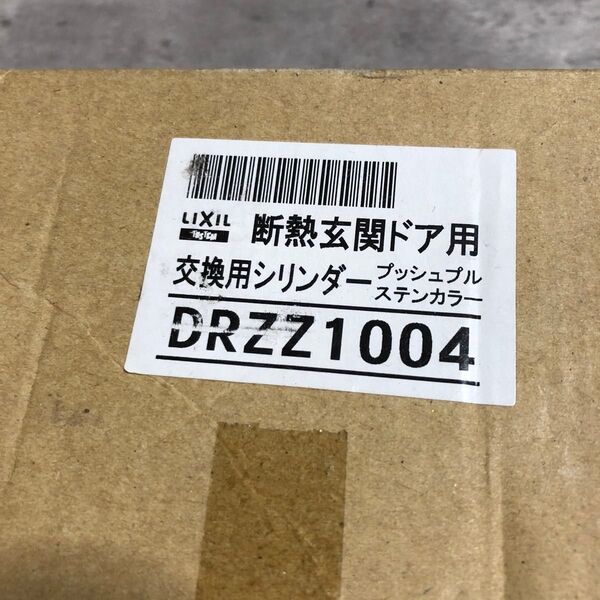 LIXIL
TOSTEM
断熱玄関ドア用
交換用シリンダー
プッシュプル
ステンカラー
DRZZ1004